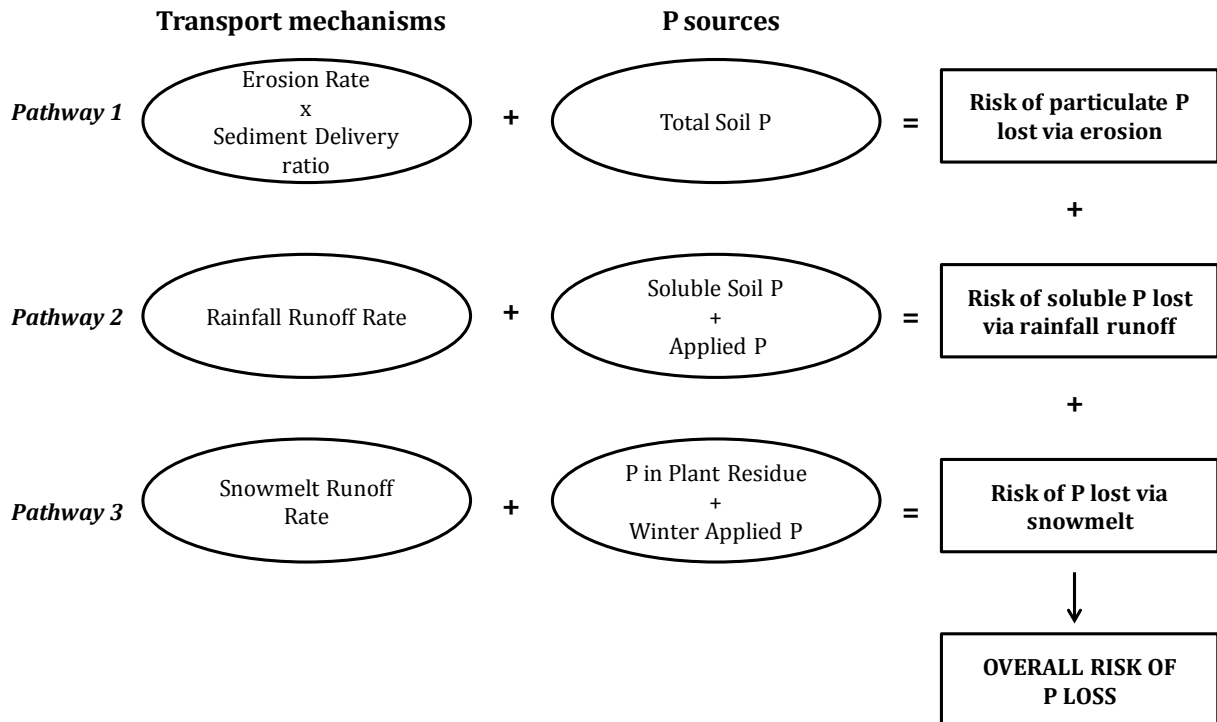 Transport mechanisms
P sources
Pathway 1
Erosion Rate
x
Sediment Delivery
ratio
+
Total Soil P
=
Risk of particulate P
lost via erosion
+
Pathway 2
Rainfall Runoff Rate
+
Soluble Soil P
+
Applied P
=
Risk of soluble P lost
via rainfall runoff
+
Pathway 3
Snowmelt Runoff
Rate
+
P in Plant Residue
+
Winter Applied P
=
Risk of P lost via
snowmelt
OVERALL RISK OF
P LOSS